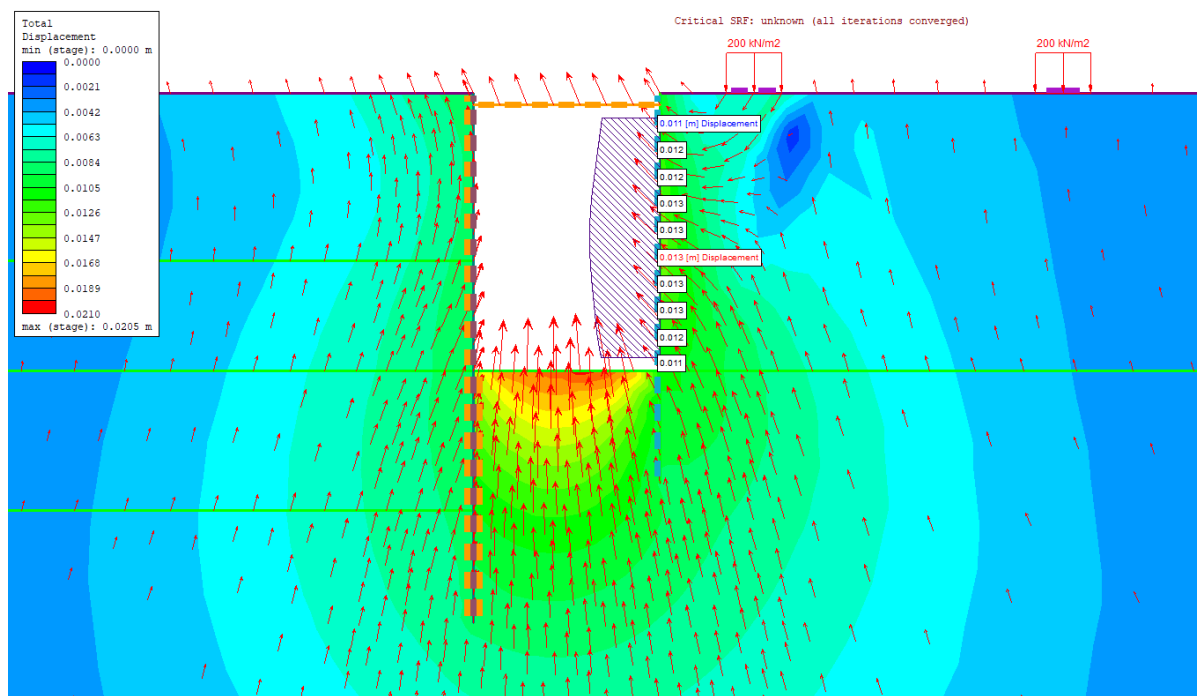 Total
Displacement
min (stage): 0.0000 m
0.0000
0.0021
0.0042
0.0063
0.0084
0.0105
0.0126
0.0147
0.0168
0.0189
0.0210
max (stage): 0.0205 m
Critical SRF: unknown (all iterations converged)
200 kN/m2
200 kN/m2
0.011 [m] Displacement
0.012
0.012
0.013
0.013
0.013 [m] Displacement
0.013
0.013
0.012
0.011